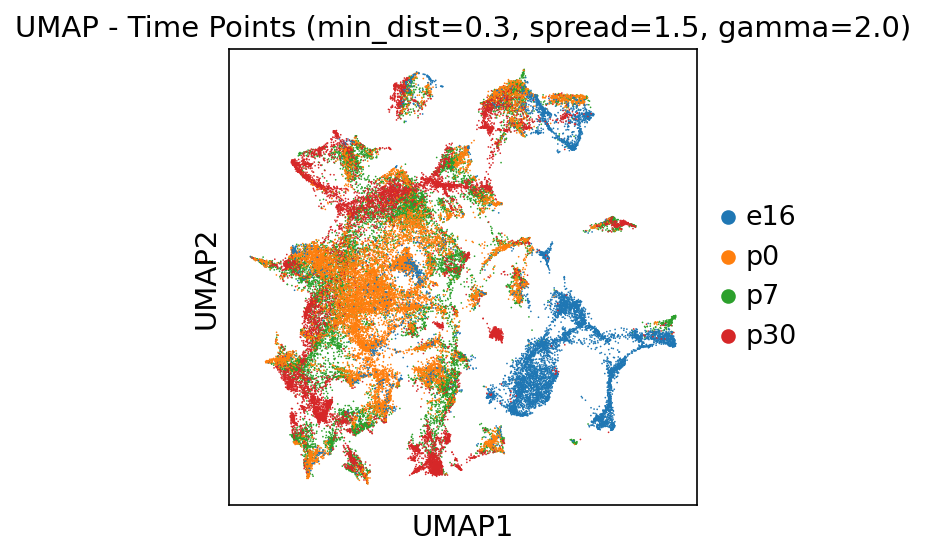 UMAP - Time Points (min_dist=0.3, spread=1.5, gamma=2.0)
UMAP2
e16
p0
p7
p30
UMAP1